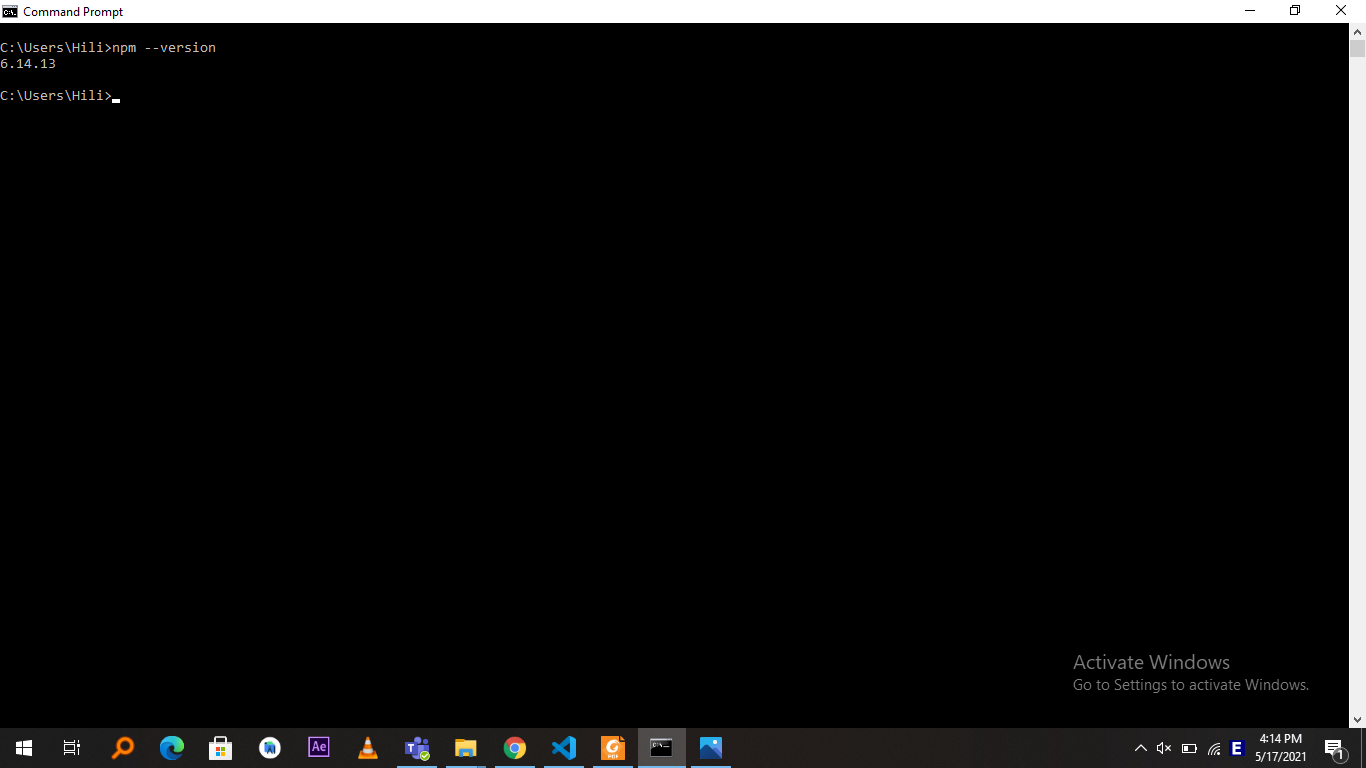 Command Prompt
C:\Users\Hili>npm --version
6.14.13
C:\Users\Hili>
Activate Windows
Go to Settings to activate Windows.
Ae
E
4:14 PM
5/17/2021
1